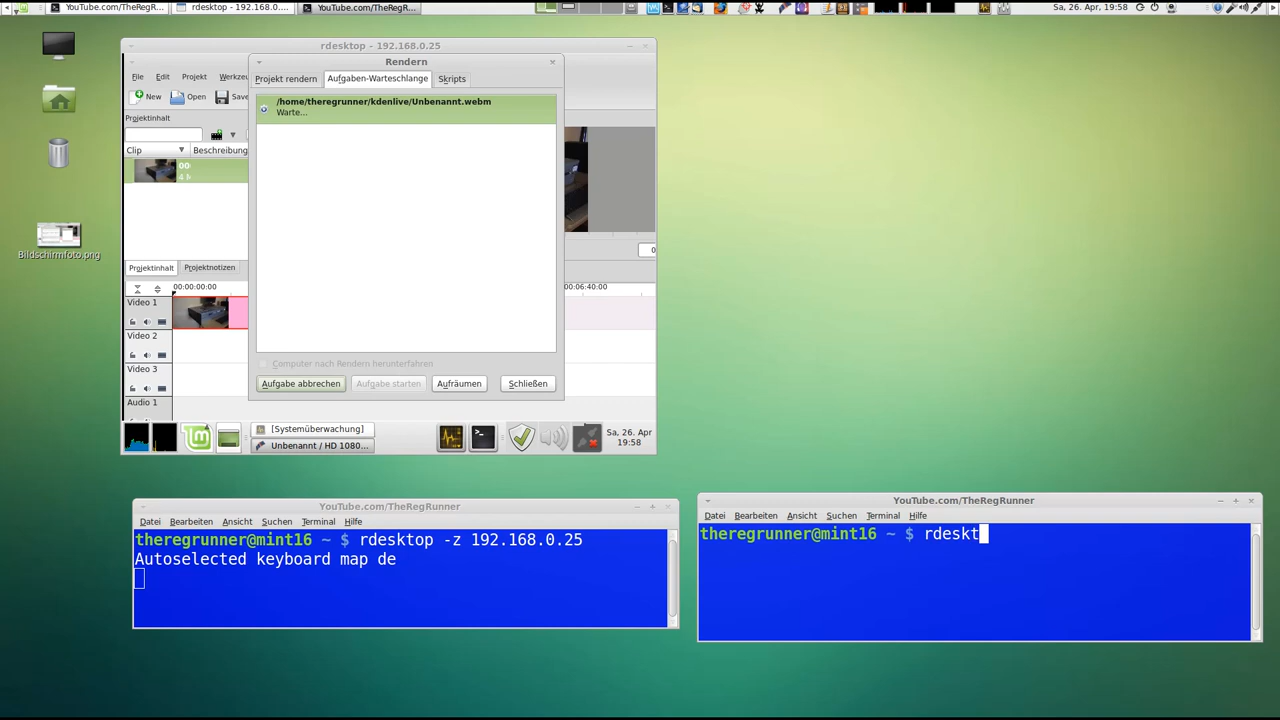 YouTube.com/TheRegR...
rdesktop - 192.168.0....
YouTube.com/TheRegR...
Sa, 26. Apr, 19:58
Bildschirmfoto.png
rdesktop - 192.168.0.25
File Edit Projekt Werkze
New Open Save
Projektinhalt
Clip Beschreibung
00
4 M
Rendern
Projekt rendern Aufgaben-Warteschlange Skripts
/home/theregrunner/kdenlive/Unbenannt.webm
Warte...
Computer nach Rendern herunterfahren
Aufgabe abbrechen Aufgabe starten Aufräumen Schließen
Projektinhalt Projektnotizen
00:00:00:00 00:06:40:00
Video 1
Video 2
Video 3
Audio 1
[Systemüberwachung]
Unbenannt / HD 1080...
Sa, 26. Apr
19:58
YouTube.com/TheRegRunner
Datei Bearbeiten Ansicht Suchen Terminal Hilfe
theregrunner@mint16 ~ $ rdesktop -z 192.168.0.25
Autoselected keyboard map de
YouTube.com/TheRegRunner
Datei Bearbeiten Ansicht Suchen Terminal Hilfe
theregrunner@mint16 ~ $ rdeskt